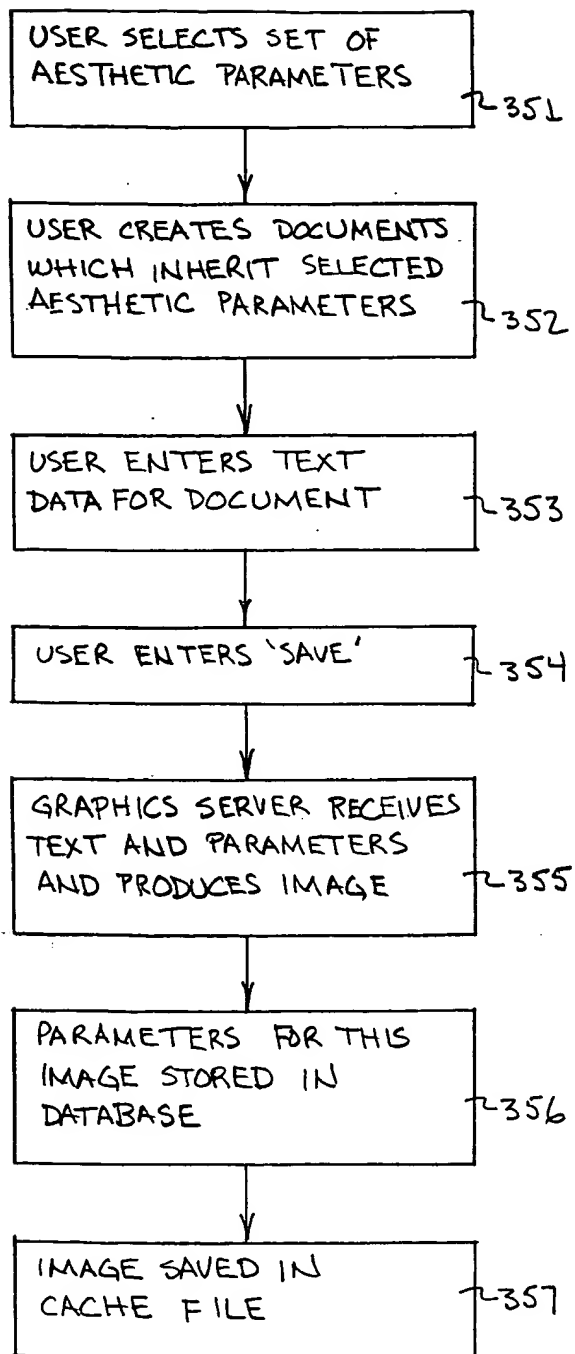 USER SELECTS SET OF
AESTHETIC PARAMETERS
351
USER CREATES DOCUMENTS
WHICH INHERIT SELECTED
AESTHETIC PARAMETERS
352
USER ENTERS TEXT
DATA FOR DOCUMENT
353
USER ENTERS 'SAVE'
354
GRAPHICS SERVER RECEIVES
TEXT AND PARAMETERS
AND PRODUCES IMAGE
355
PARAMETERS FOR THIS
IMAGE STORED IN
DATABASE
356
IMAGE SAVED IN
CACHE FILE
357